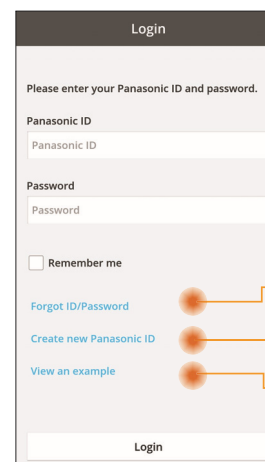 Login
Please enter your Panasonic ID and password.
Panasonic ID
Panasonic ID
Password
Password
Remember me
Forgot ID/Password
Create new Panasonic ID
View an example
Login